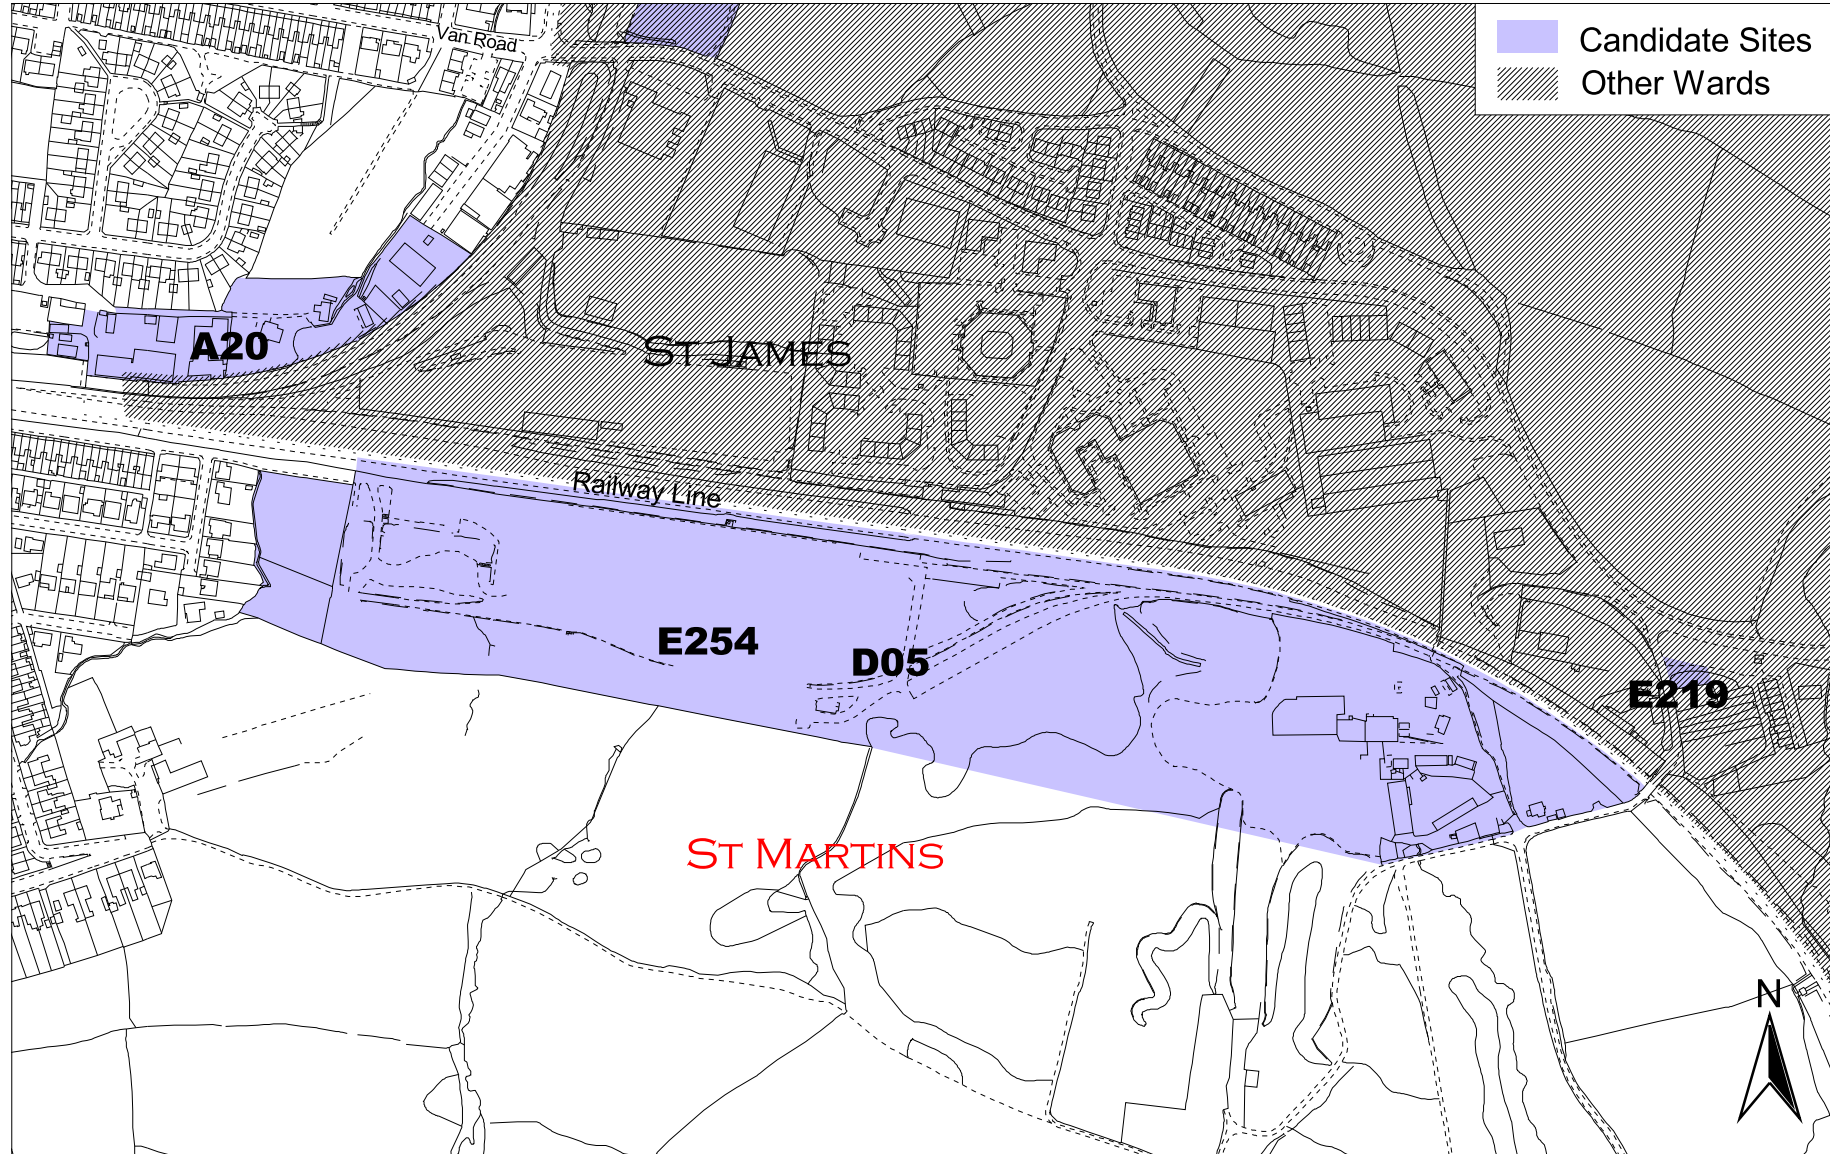 Van Road
Candidate Sites
Other Wards
A20
ST JAMES
Railway Line
E254
D05
E219
ST MARTINS
N